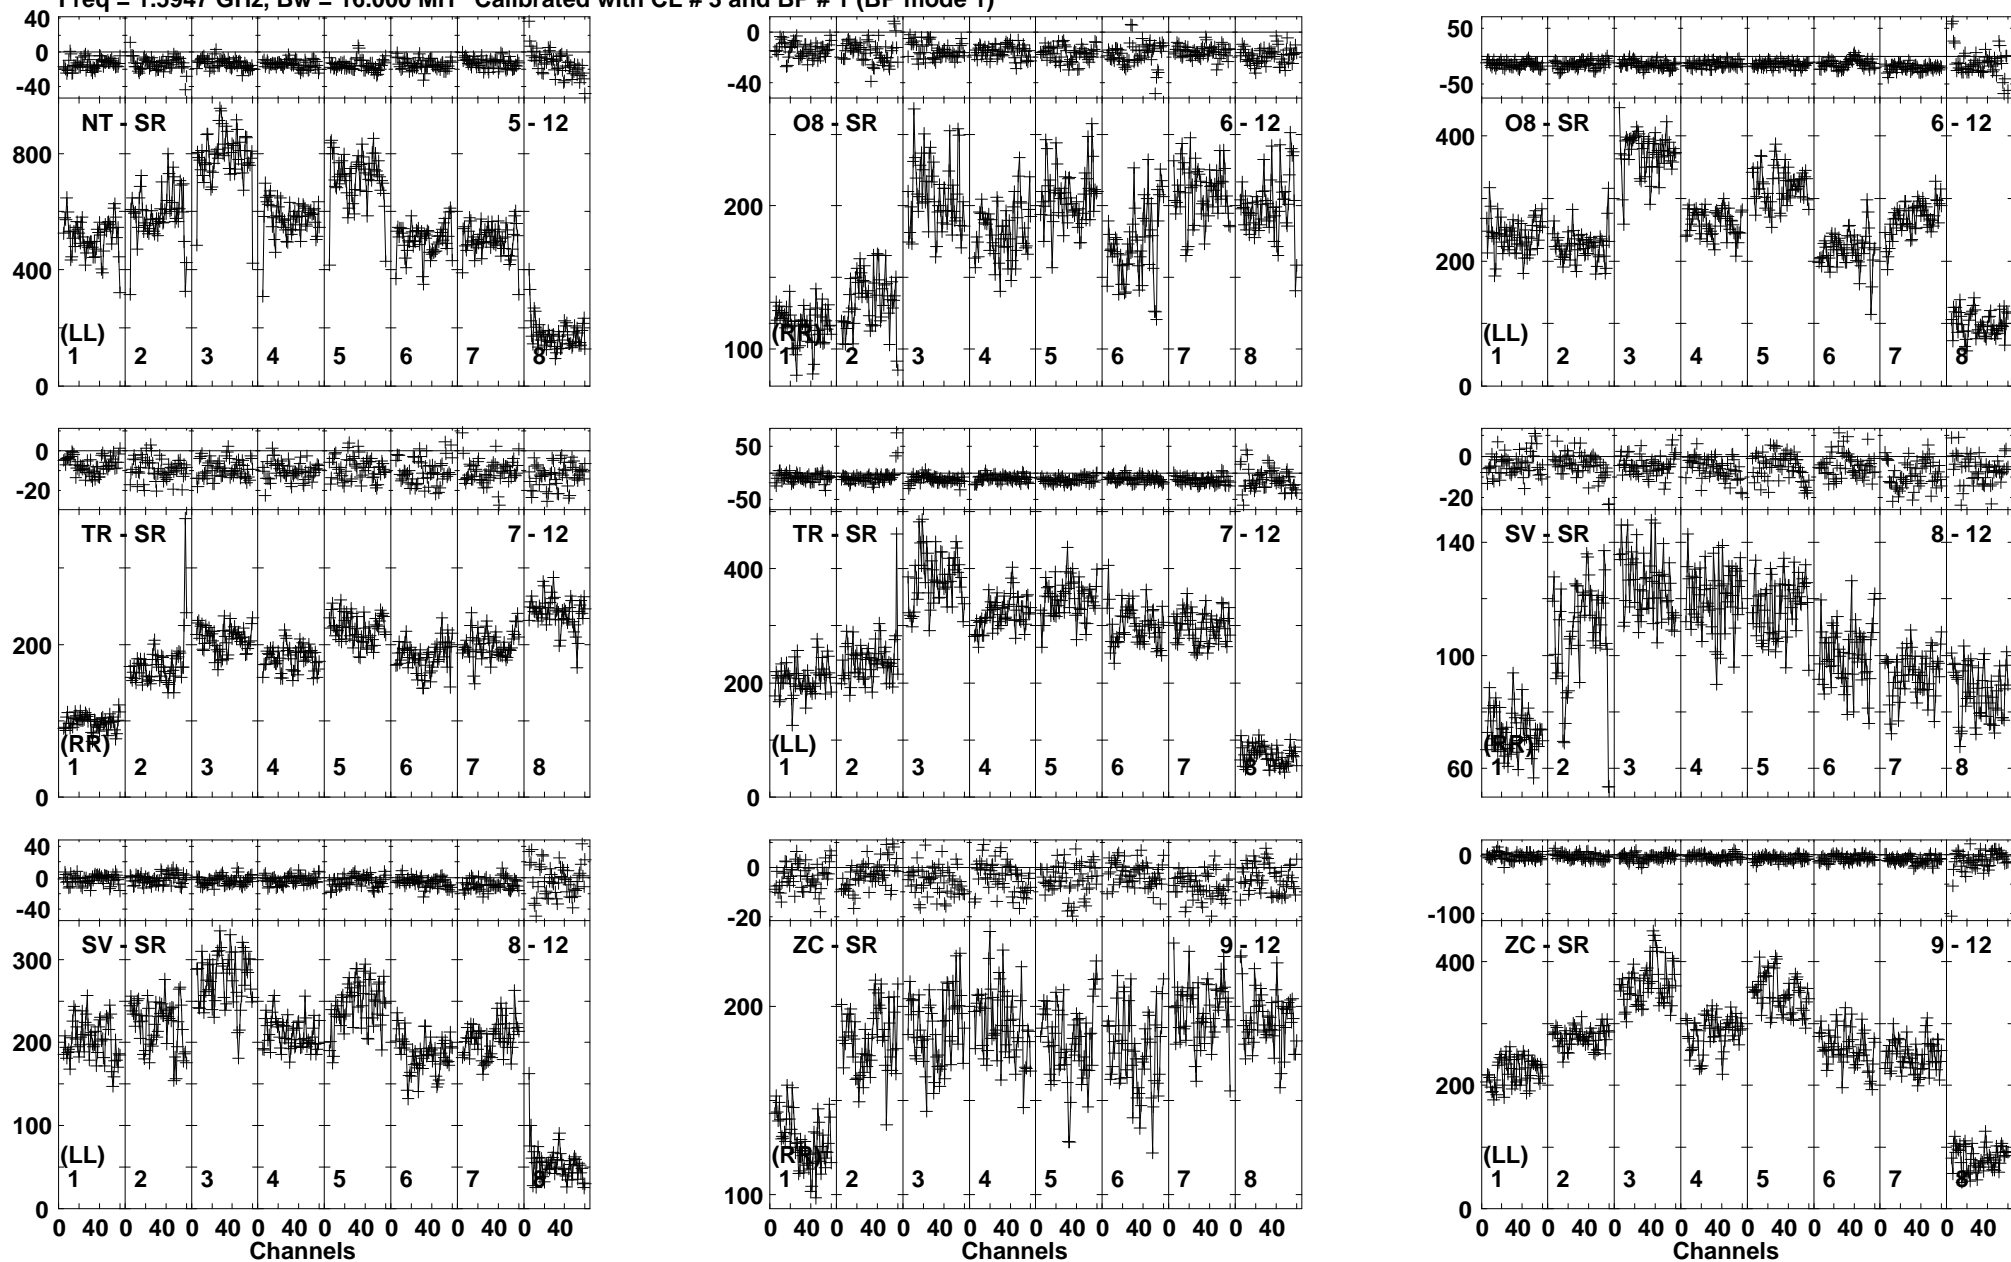 Freq = 1.5947 GHz, Bw = 16.000 MH Calibrated with CL # 3 and BP # 1 (BP mode 1)
40 0 -40
NT - SR 5 - 12
800 400 0
(LL)
1 2 3 4 5 6 7 8
0 -40
O8 - SR 6 - 12
200 100
(RR)
1 2 3 4 5 6 7 8
50 0 -50
O8 - SR 6 - 12
400 200 0
(LL)
1 2 3 4 5 6 7 8
0 -20
TR - SR 7 - 12
200 0
(RR)
1 2 3 4 5 6 7 8
50 0 -50
TR - SR 7 - 12
400 200 0
(LL)
1 2 3 4 5 6 7 8
0 -20
SV - SR 8 - 12
140 100 60
(RR)
1 2 3 4 5 6 7 8
40 0 -40
SV - SR 8 - 12
300 200 100 0
(LL)
1 2 3 4 5 6 7 8
0 40 0 40 0 40 0 40 0 40 0 40 0 40 0 40
Channels
0 -20
ZC - SR 9 - 12
200 100
(RR)
1 2 3 4 5 6 7 8
0 40 0 40 0 40 0 40 0 40 0 40 0 40 0 40
Channels
0 -100
ZC - SR 9 - 12
400 200 0
(LL)
1 2 3 4 5 6 7 8
0 40 0 40 0 40 0 40 0 40 0 40 0 40 0 40
Channels